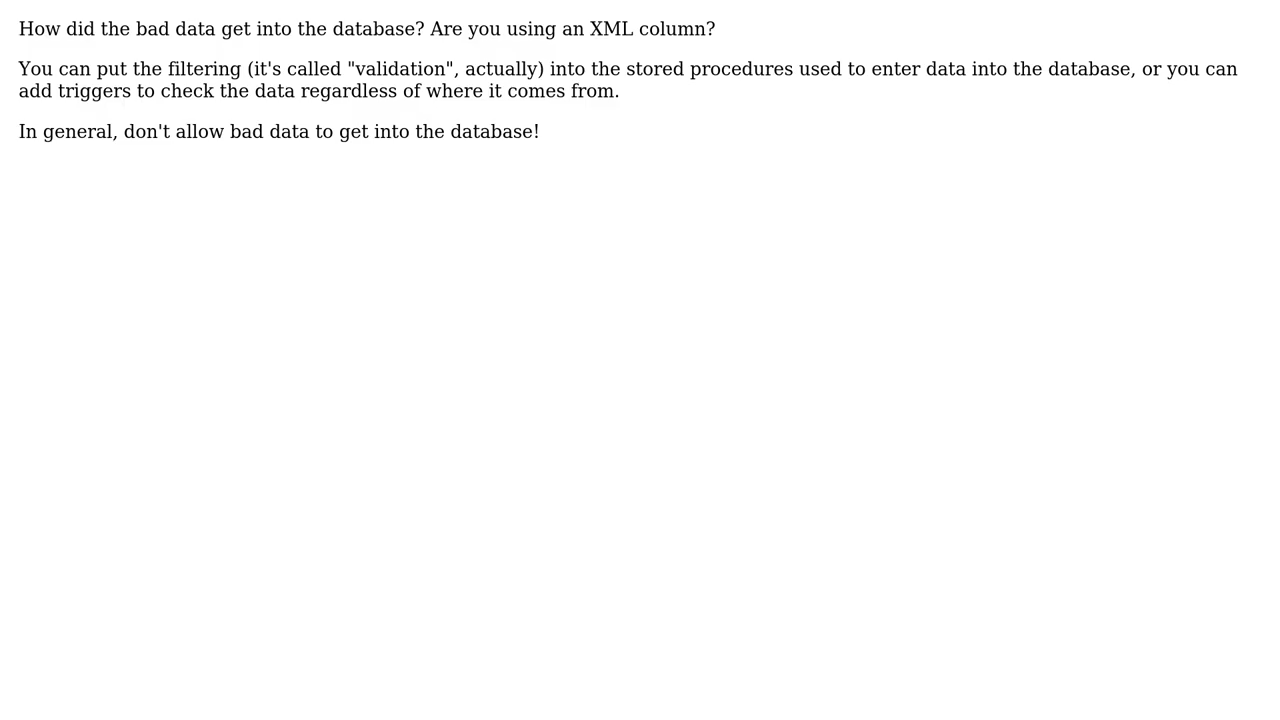 How did the bad data get into the database? Are you using an XML column?
You can put the filtering (it's called "validation", actually) into the stored procedures used to enter data into the database, or you can
add triggers to check the data regardless of where it comes from.
In general, don't allow bad data to get into the database!